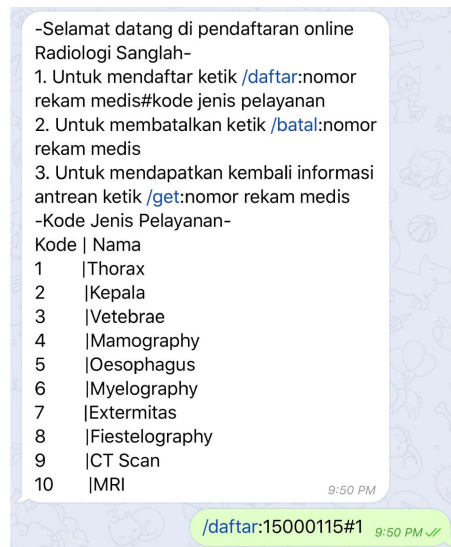 -Selamat datang di pendaftaran online
Radiologi Sanglah-
1. Untuk mendaftar ketik /daftar:nomor
rekam medis#kode jenis pelayanan
2. Untuk membatalkan ketik /batal:nomor
rekam medis
3. Untuk mendapatkan kembali informasi
antrean ketik /get:nomor rekam medis
-Kode Jenis Pelayanan-
Kode | Nama
1 |Thorax
2 |Kepala
3 |Vetebrae
4 |Mamography
5 |Oesophagus
6 |Myelography
7 |Extermitas
8 |Fiestelography
9 |CT Scan
10 |MRI
9:50 PM
/daftar:15000115#1 9:50 PM